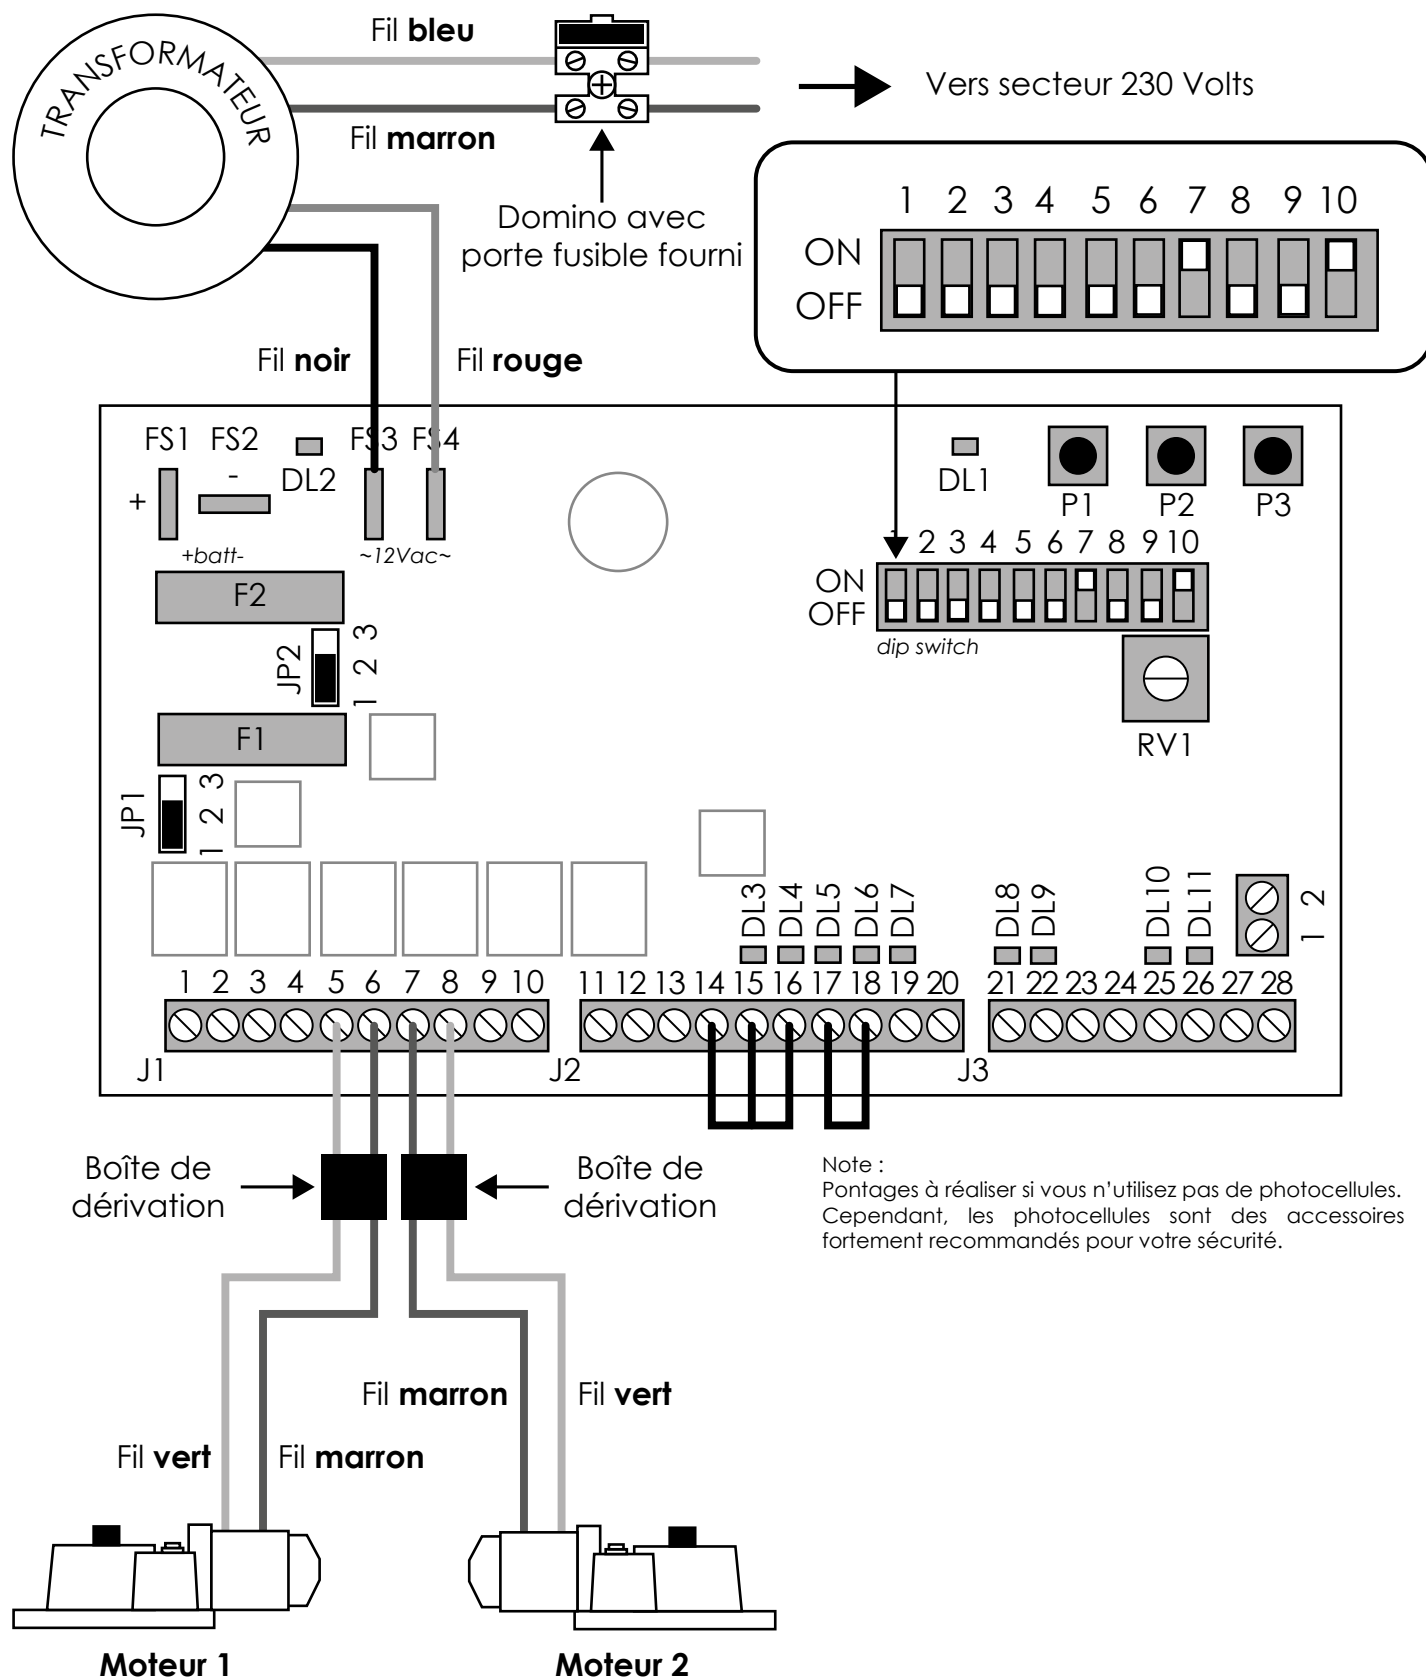 TRANSFORMATEUR
Fil bleu
Fil marron
Vers secteur 230 Volts
Domino avec
porte fusible fourni
1 2 3 4 5 6 7 8 9 10
ON
OFF
Fil noir
Fil rouge
FS1 FS2 FS3 FS4
DL2
+ -
+batt-
~12Vac~
DL1
P1 P2 P3
1 2 3 4 5 6 7 8 9 10
ON
OFF
dip switch
F2
JP2
1 2 3
RV1
F1
JP1
1 2 3
DL3 DL4 DL5 DL6 DL7
DL8 DL9 DL10 DL11
1 2
1 2 3 4 5 6 7 8 9 10
11 12 13 14 15 16 17 18 19 20
21 22 23 24 25 26 27 28
J1
J2
J3
Boîte de
dérivation
Boîte de
dérivation
Note :
Pontages à réaliser si vous n'utilisez pas de photocellules.
Cependant, les photocellules sont des accessoires
fortement recommandés pour votre sécurité.
Fil marron
Fil vert
Fil vert
Fil marron
Moteur 1
Moteur 2